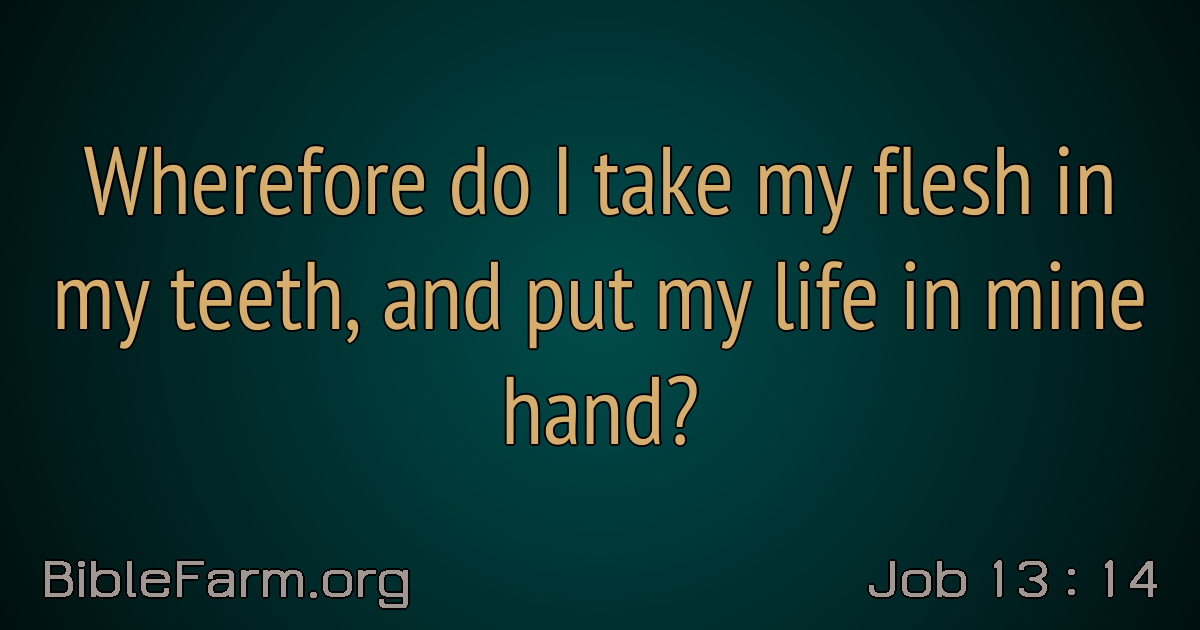 Wherefore do I take my flesh in
my teeth, and put my life in mine
hand?
BibleFarm.org
Job 13 : 14